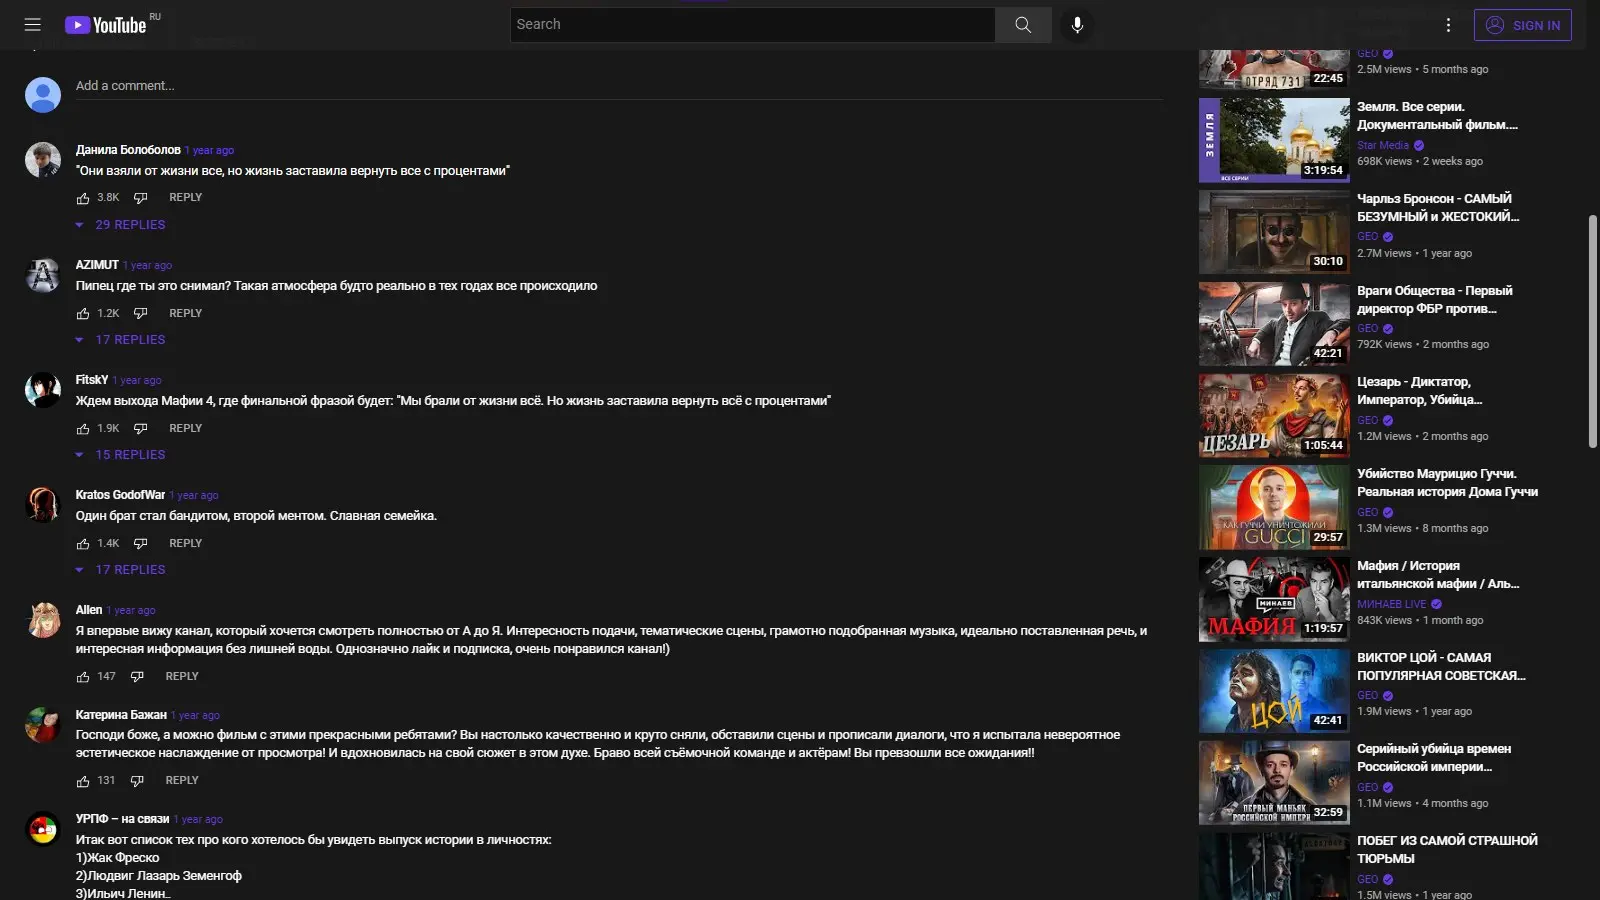 YouTube RU
Search
SIGN IN
Add a comment...
Данила Болоболов 1 year ago
"Они взяли от жизни все, но жизнь заставила вернуть все с процентами"
3.8K REPLY
29 REPLIES
AZIMUT 1 year ago
Пипец где ты это снимал? Такая атмосфера будто реально в тех годах все происходило
1.2K REPLY
17 REPLIES
FitskY 1 year ago
Ждем выхода Мафии 4, где финальной фразой будет: "Мы брали от жизни всё. Но жизнь заставила вернуть всё с процентами"
1.9K REPLY
15 REPLIES
Kratos GodofWar 1 year ago
Один брат стал бандитом, второй ментом. Славная семейка.
1.4K REPLY
17 REPLIES
Allen 1 year ago
Я впервые вижу канал, который хочется смотреть полностью от А до Я. Интересность подачи, тематические сцены, грамотно подобранная музыка, идеально поставленная речь, и
интересная информация без лишней воды. Однозначно лайк и подписка, очень понравился канал!)
147 REPLY
Катерина Бажан 1 year ago
Господи боже, а можно фильм с этими прекрасными ребятами? Вы настолько качественно и круто сняли, обставили сцены и прописали диалоги, что я испытала невероятное
эстетическое наслаждение от просмотра! И вдохновилась на свой сюжет в этом духе. Браво всей съёмочной команде и актёрам! Вы превзошли все ожидания!!
131 REPLY
УРПФ – на связи 1 year ago
Итак вот список тех про кого хотелось бы увидеть выпуск истории в личностях:
1)Жак Фреско
2)Людвиг Лазарь Земенгоф
3)Ильич Ленин..
ОТРЯД 731
22:45
GEO
2.5M views • 5 months ago
ЗЕМЛЯ
ВСЕ СЕРИИ
3:19:54
Земля. Все серии.
Документальный фильм....
Star Media
698K views • 2 weeks ago
30:10
Чарльз Бронсон - САМЫЙ
БЕЗУМНЫЙ и ЖЕСТОКИЙ...
GEO
2.7M views • 1 year ago
42:21
Враги Общества - Первый
директор ФБР против...
GEO
792K views • 2 months ago
ЦЕЗАРЬ
1:05:44
Цезарь - Диктатор,
Император, Убийца...
GEO
1.2M views • 2 months ago
КАК ГУЧЧИ УНИЧТОЖИЛИ
GUCCI
29:57
Убийство Маурицио Гуччи.
Реальная история Дома Гуччи
GEO
1.3M views • 8 months ago
МИНАЕВ
МАФИЯ
1:19:57
Мафия / История
итальянской мафии / Аль...
МИНАЕВ LIVE
843K views • 1 month ago
ЦОЙ
42:41
ВИКТОР ЦОЙ - САМАЯ
ПОПУЛЯРНАЯ СОВЕТСКАЯ...
GEO
1.9M views • 1 year ago
ПЕРВЫЙ МАНЬЯК
РОССИЙСКОЙ ИМПЕРИИ
32:59
Серийный убийца времен
Российской империи...
GEO
1.1M views • 4 months ago
ПОБЕГ ИЗ САМОЙ СТРАШНОЙ
ТЮРЬМЫ
GEO
1.5M views • 1 year ago